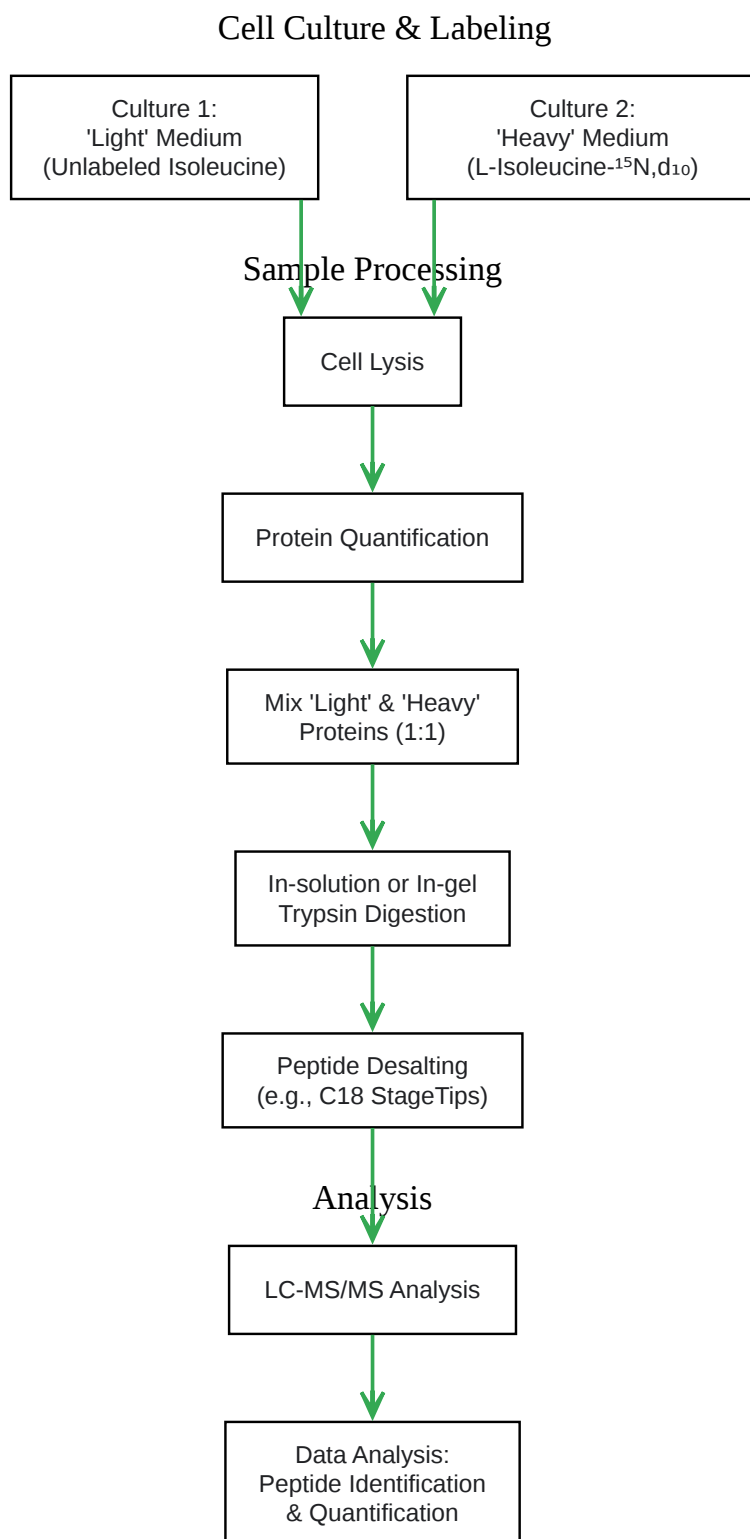 Cell Culture & Labeling
Culture 1:
'Light' Medium
(Unlabeled Isoleucine)
Culture 2:
'Heavy' Medium
(L-Isoleucine-¹⁵N,d₁₀)
Sample Processing
Cell Lysis
Protein Quantification
Mix 'Light' & 'Heavy'
Proteins (1:1)
In-solution or In-gel
Trypsin Digestion
Peptide Desalting
(e.g., C18 StageTips)
Analysis
LC-MS/MS Analysis
Data Analysis:
Peptide Identification
& Quantification